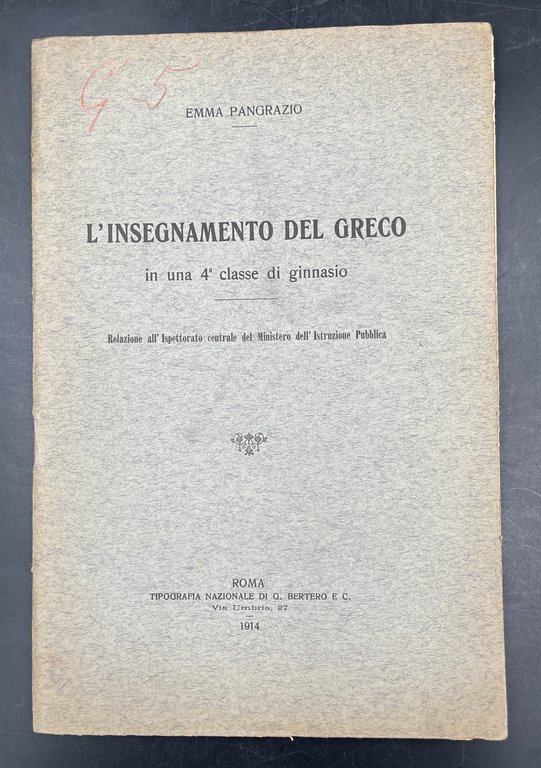 G 5
EMMA PANGRAZIO
L'INSEGNAMENTO DEL GRECO
in una 4ª classe di ginnasio
Relazione all' Ispettorato centrale del Ministero dell' Istruzione Pubblica
ROMA
TIPOGRAFIA NAZIONALE DI G. BERTERO E C.
Via Umbria, 27
1914